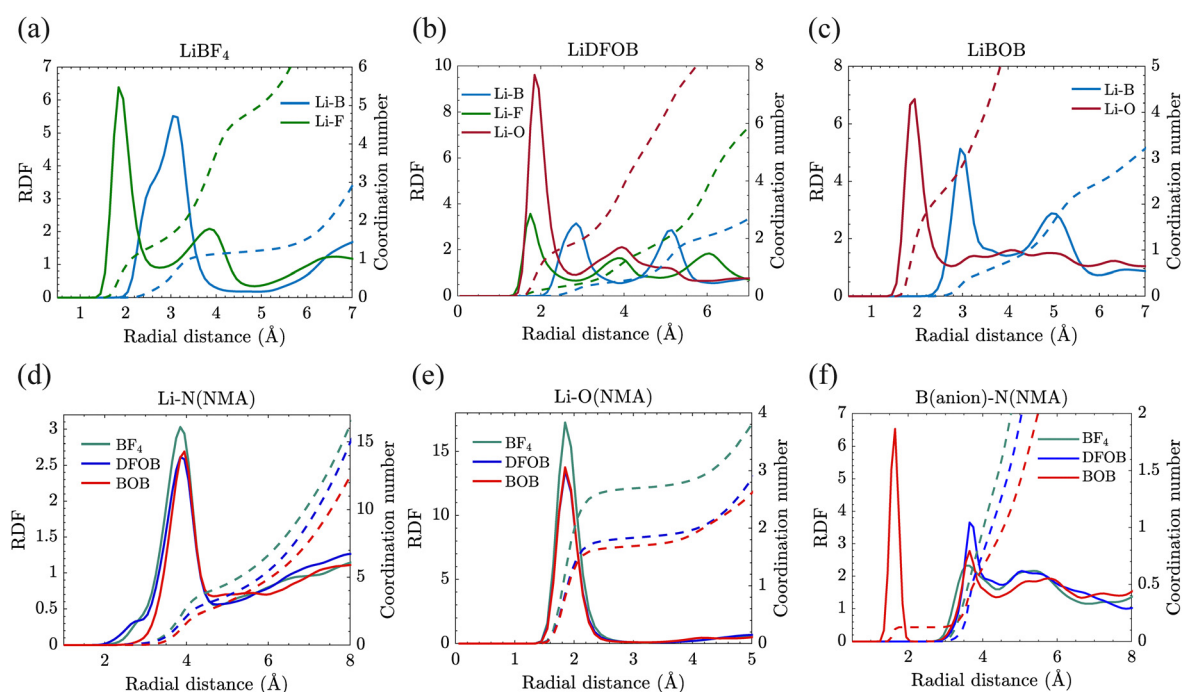 (a)
LiBF4
7
6
5
4
3
2
1
0
RDF
6
5
4
3
2
1
0
Coordination number
Li-B
Li-F
1 2 3 4 5 6 7
Radial distance (Å)
(b)
LiDFOB
10
8
6
4
2
0
RDF
8
6
4
2
0
Coordination number
Li-B
Li-F
Li-O
2 3 4 5 6
Radial distance (Å)
(c)
LiBOB
8
6
4
2
0
RDF
5
4
3
2
1
0
Coordination number
Li-B
Li-O
1 2 3 4 5 6 7
Radial distance (Å)
(d)
Li-N(NMA)
3
2.5
2
1.5
1
0.5
0
RDF
15
10
5
0
Coordination number
BF4
DFOB
BOB
2 3 4 5 6 7 8
Radial distance (Å)
(e)
Li-O(NMA)
15
10
5
0
RDF
4
3
2
1
0
Coordination number
BF4
DFOB
BOB
0 1 2 3 4 5
Radial distance (Å)
(f)
B(anion)-N(NMA)
7
6
5
4
3
2
1
0
RDF
2
1.5
1
0.5
0
Coordination number
BF4
DFOB
BOB
2 4 6 8
Radial distance (Å)